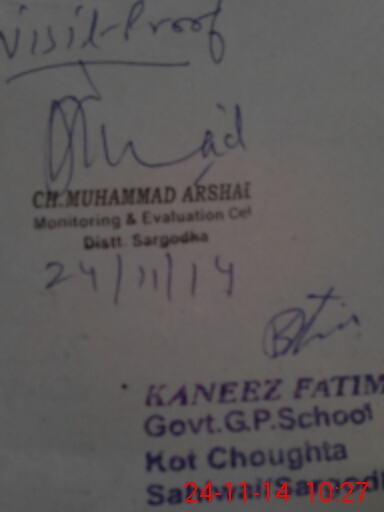 Visit-Proof
CH.MUHAMMAD ARSHAI
Monitoring & Evaluation Cel
Distt. Sargodha
24/11/14
KANEEZ FATIM
Govt.G.P.School
Kot Choughta
24-11-14 10:27